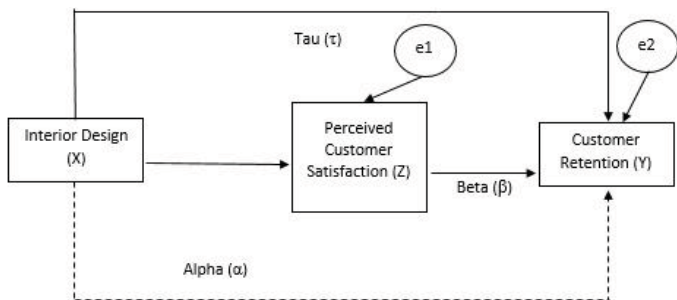 Tau (τ)
e1
e2
Interior Design
(X)
Perceived
Customer
Satisfaction (Z)
Customer
Retention (Y)
Beta (β)
Alpha (α)